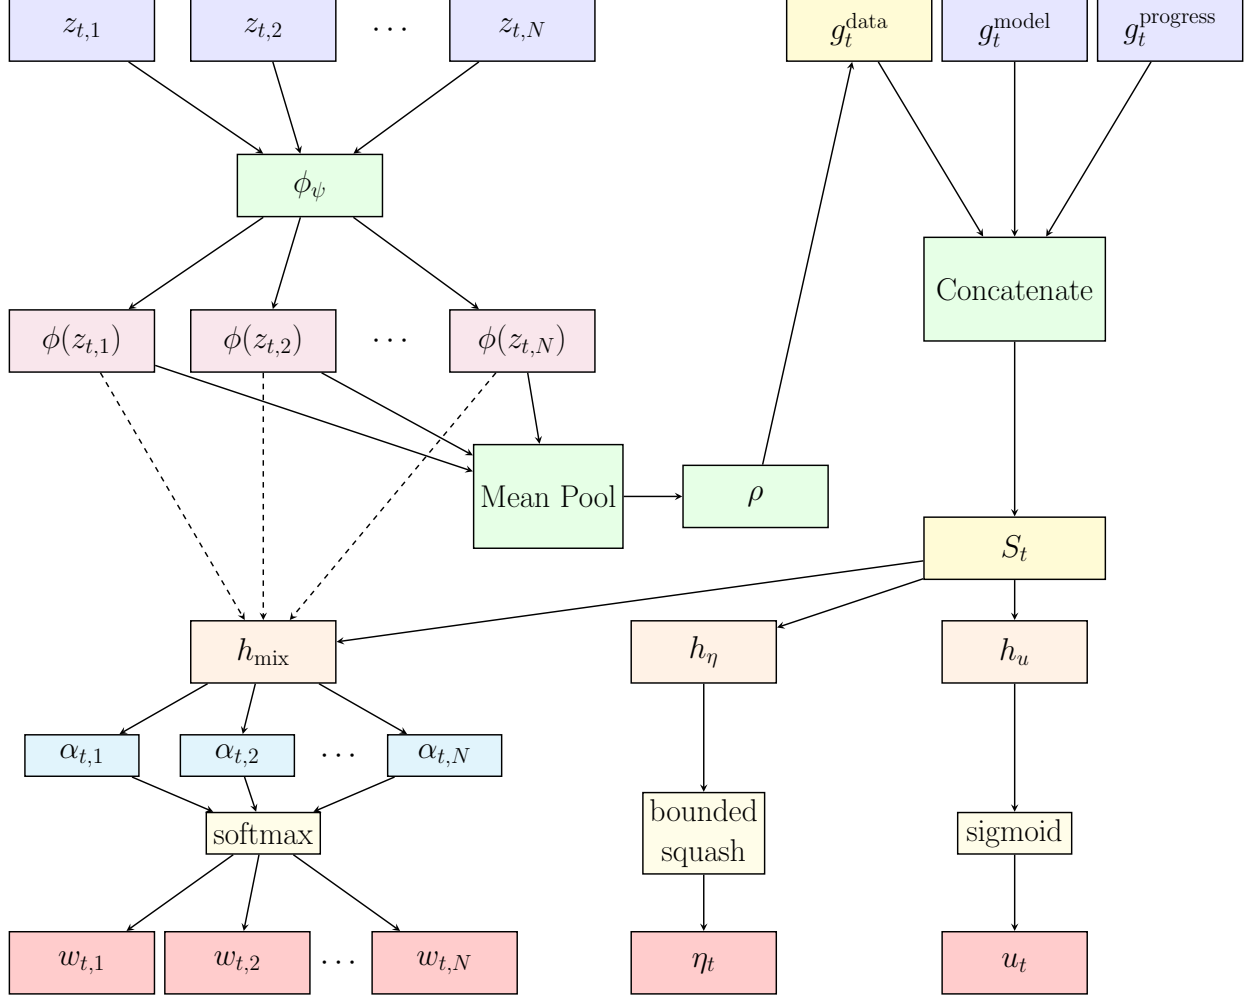 z_{t,1} z_{t,2} ⋯ z_{t,N} g_t^{data} g_t^{model} g_t^{progress}
ϕ_ψ
Concatenate
ϕ(z_{t,1}) ϕ(z_{t,2}) ⋯ ϕ(z_{t,N})
Mean Pool ρ
S_t
h_{mix} h_η h_u
α_{t,1} α_{t,2} ⋯ α_{t,N}
softmax
bounded
squash
sigmoid
w_{t,1} w_{t,2} ⋯ w_{t,N} η_t u_t